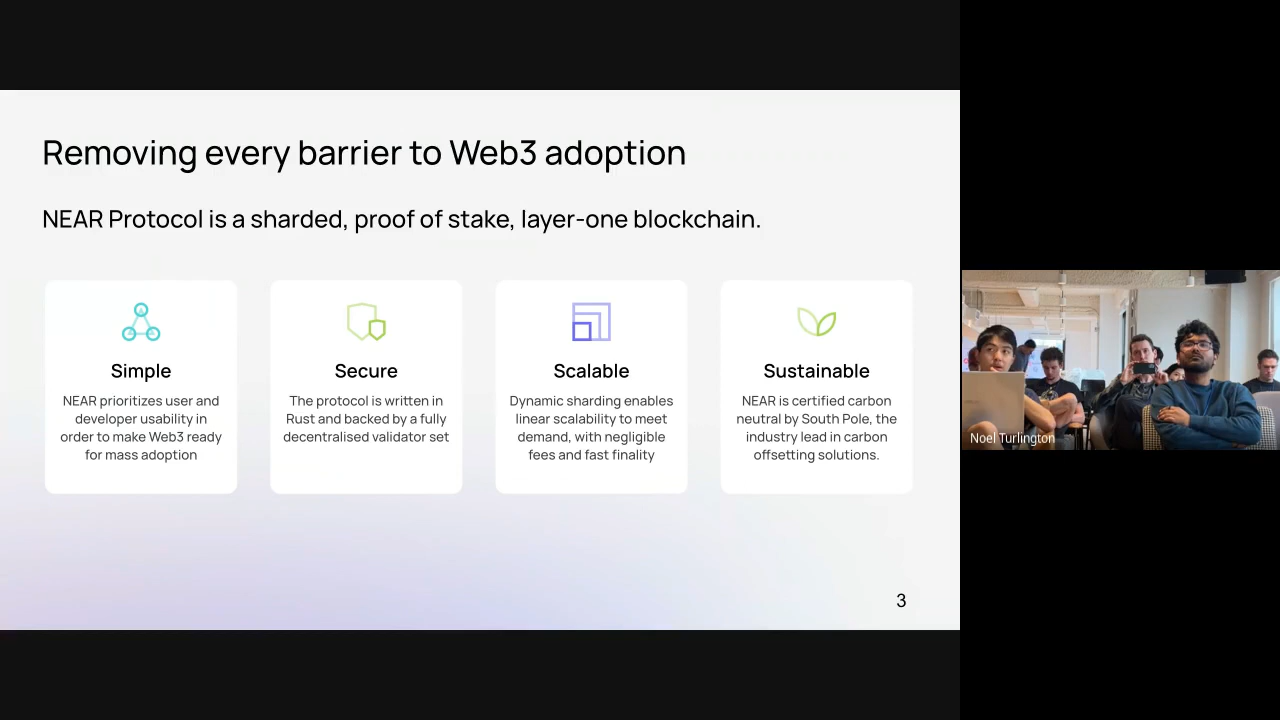 Removing every barrier to Web3 adoption
NEAR Protocol is a sharded, proof of stake, layer-one blockchain.
Simple
NEAR prioritizes user and
developer usability in
order to make Web3 ready
for mass adoption
Secure
The protocol is written in
Rust and backed by a fully
decentralised validator set
Scalable
Dynamic sharding enables
linear scalability to meet
demand, with negligible
fees and fast finality
Sustainable
NEAR is certified carbon
neutral by South Pole, the
industry lead in carbon
offsetting solutions.
3
Noel Turlington